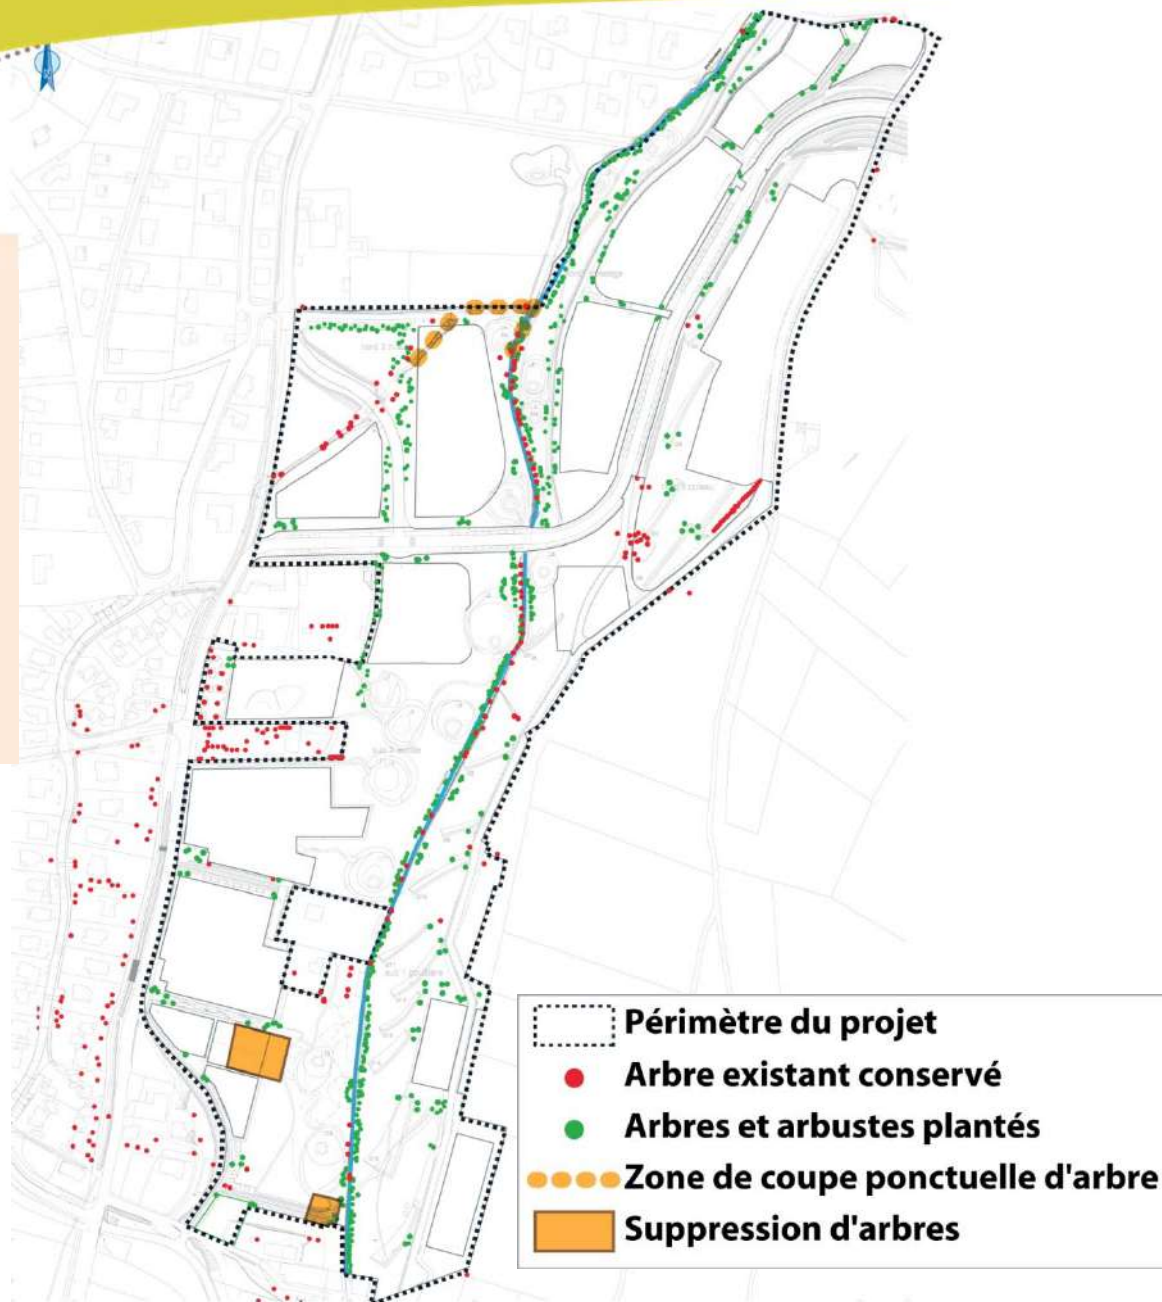 Périmètre du projet
Arbre existant conservé
Arbres et arbustes plantés
Zone de coupe ponctuelle d'arbre
Suppression d'arbres